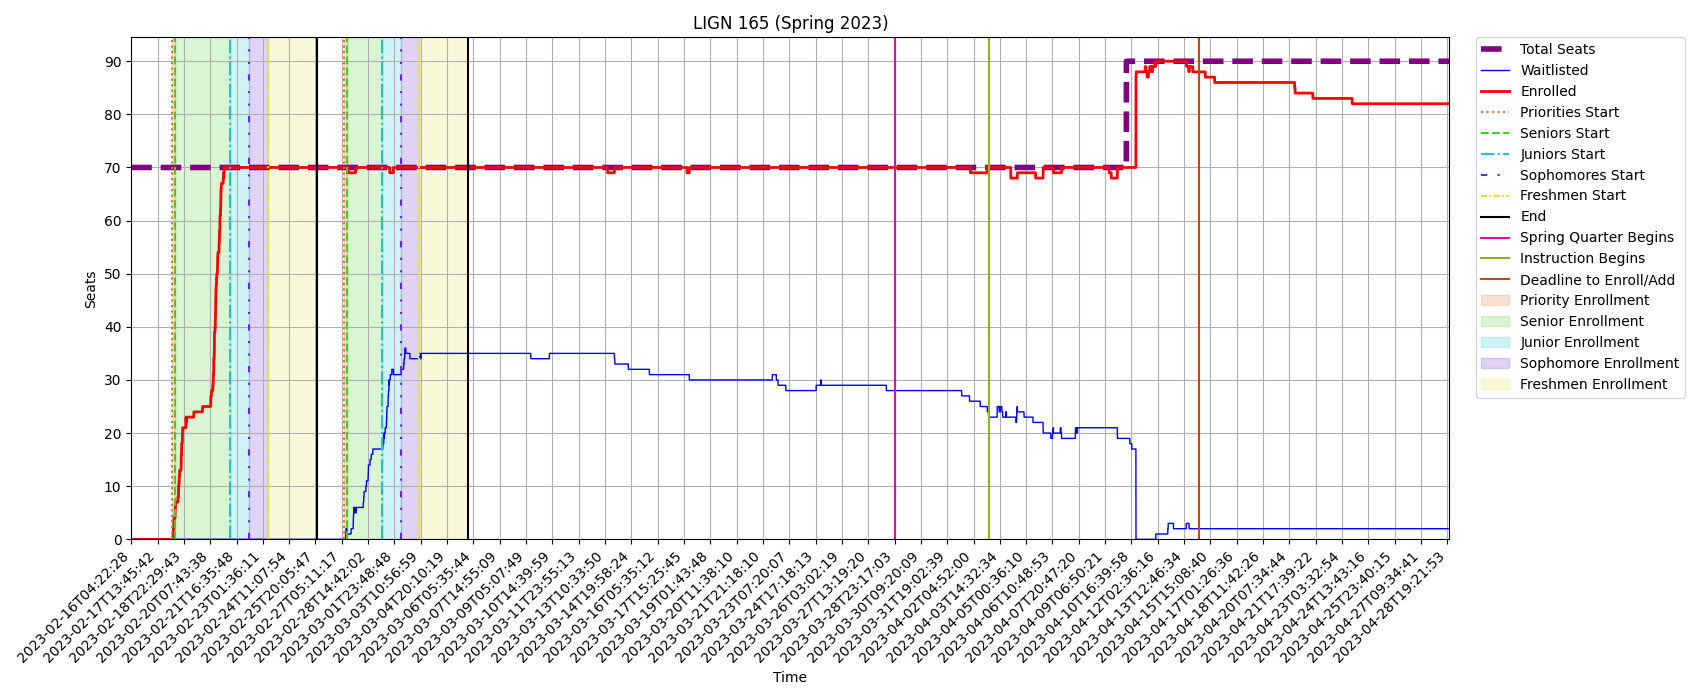 LIGN 165 (Spring 2023)
Seats
90
80
70
60
50
40
30
20
10
0
2023-02-16T04:22:28
2023-02-17T13:45:42
2023-02-18T22:29:43
2023-02-20T07:43:38
2023-02-21T16:35:48
2023-02-23T01:36:11
2023-02-24T11:07:54
2023-02-25T20:05:47
2023-02-27T05:11:17
2023-02-28T14:42:02
2023-03-01T23:48:48
2023-03-03T10:56:59
2023-03-04T20:10:19
2023-03-06T05:35:44
2023-03-07T14:55:09
2023-03-09T05:07:49
2023-03-10T14:39:59
2023-03-11T23:55:13
2023-03-13T10:33:50
2023-03-14T19:58:24
2023-03-16T05:35:12
2023-03-17T15:25:45
2023-03-19T01:43:48
2023-03-20T11:38:10
2023-03-21T21:18:10
2023-03-23T07:20:07
2023-03-24T17:18:13
2023-03-26T03:02:19
2023-03-27T13:19:20
2023-03-28T23:17:03
2023-03-30T09:20:09
2023-03-31T19:02:39
2023-04-02T04:52:00
2023-04-03T14:32:34
2023-04-05T00:36:10
2023-04-06T10:48:53
2023-04-07T20:47:20
2023-04-09T06:50:21
2023-04-10T16:39:58
2023-04-12T02:36:16
2023-04-13T12:46:34
2023-04-15T15:08:40
2023-04-17T01:26:36
2023-04-18T11:42:26
2023-04-20T07:34:44
2023-04-21T17:39:22
2023-04-23T03:32:54
2023-04-24T13:43:16
2023-04-25T23:40:15
2023-04-27T09:34:41
2023-04-28T19:21:53
Time
Total Seats
Waitlisted
Enrolled
Priorities Start
Seniors Start
Juniors Start
Sophomores Start
Freshmen Start
End
Spring Quarter Begins
Instruction Begins
Deadline to Enroll/Add
Priority Enrollment
Senior Enrollment
Junior Enrollment
Sophomore Enrollment
Freshmen Enrollment